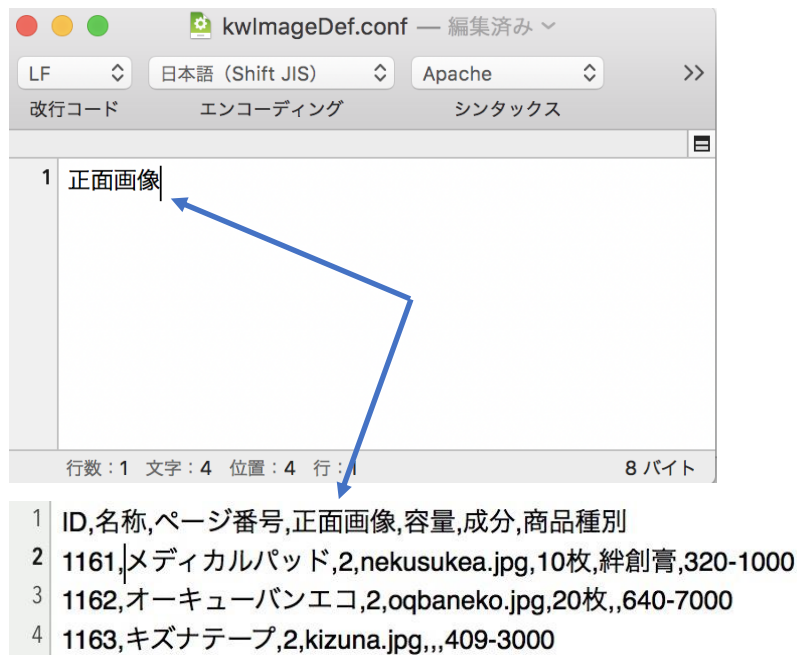 kwImageDef.conf — 編集済み
LF 日本語（Shift JIS） Apache
改行コード エンコーディング シンタックス
1 正面画像
行数：1 文字：4 位置：4 行：1 8 バイト
1 ID,名称,ページ番号,正面画像,容量,成分,商品種別
2 1161,メディカルパッド,2,nekusukea.jpg,10枚,絆創膏,320-1000
3 1162,オーキューバンエコ,2,oqbaneko.jpg,20枚,,640-7000
4 1163,キズナテープ,2,kizuna.jpg,,,409-3000